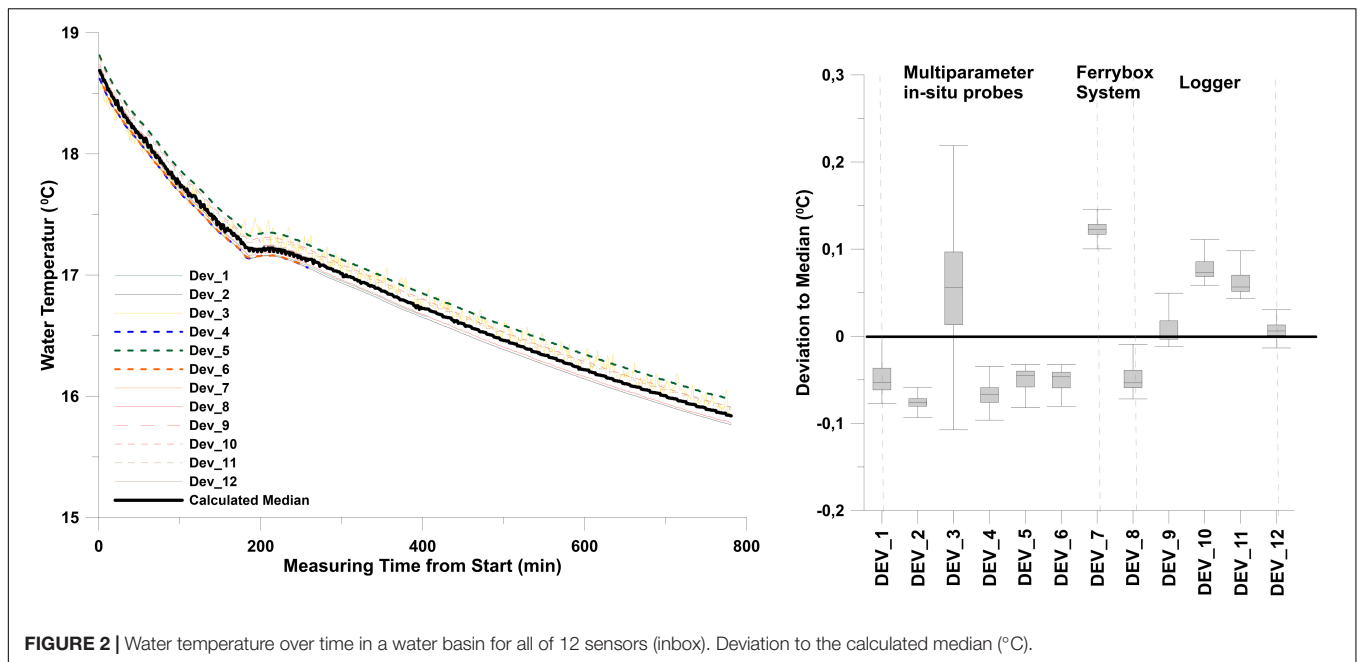 19
18
17
16
15
Water Temperatur (ºC)
Dev_1
Dev_2
Dev_3
Dev_4
Dev_5
Dev_6
Dev_7
Dev_8
Dev_9
Dev_10
Dev_11
Dev_12
Calculated Median
0 200 400 600 800
Measuring Time from Start (min)
Multiparameter
in-situ probes
Ferrybox
System
Logger
0,3
0,2
0,1
0
-0,1
-0,2
Deviation to Median (ºC)
DEV_1
DEV_2
DEV_3
DEV_4
DEV_5
DEV_6
DEV_7
DEV_8
DEV_9
DEV_10
DEV_11
DEV_12
FIGURE 2 | Water temperature over time in a water basin for all of 12 sensors (inbox). Deviation to the calculated median (°C).